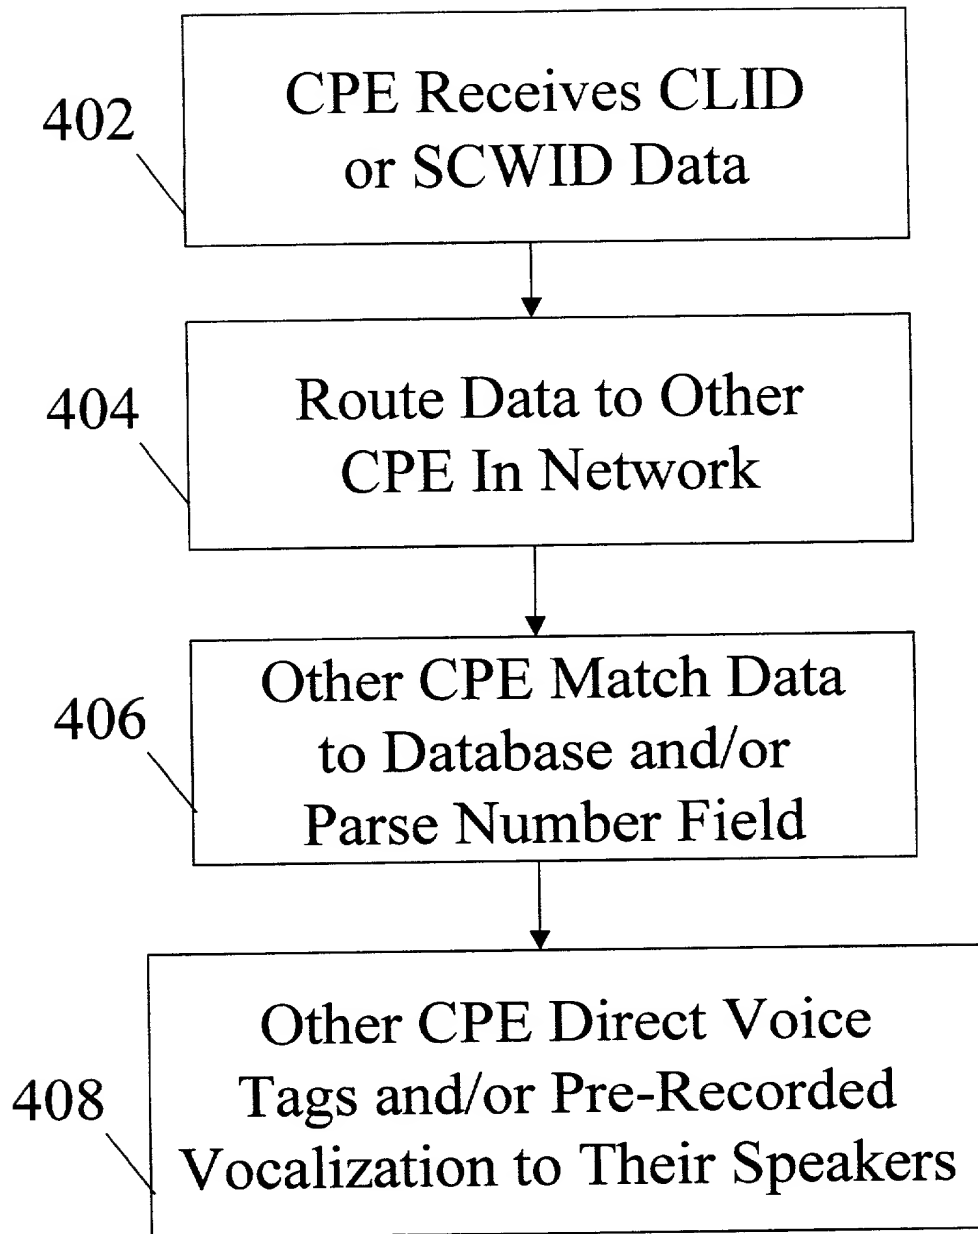 402
CPE Receives CLID
or SCWID Data
404
Route Data to Other
CPE In Network
406
Other CPE Match Data
to Database and/or
Parse Number Field
408
Other CPE Direct Voice
Tags and/or Pre-Recorded
Vocalization to Their Speakers